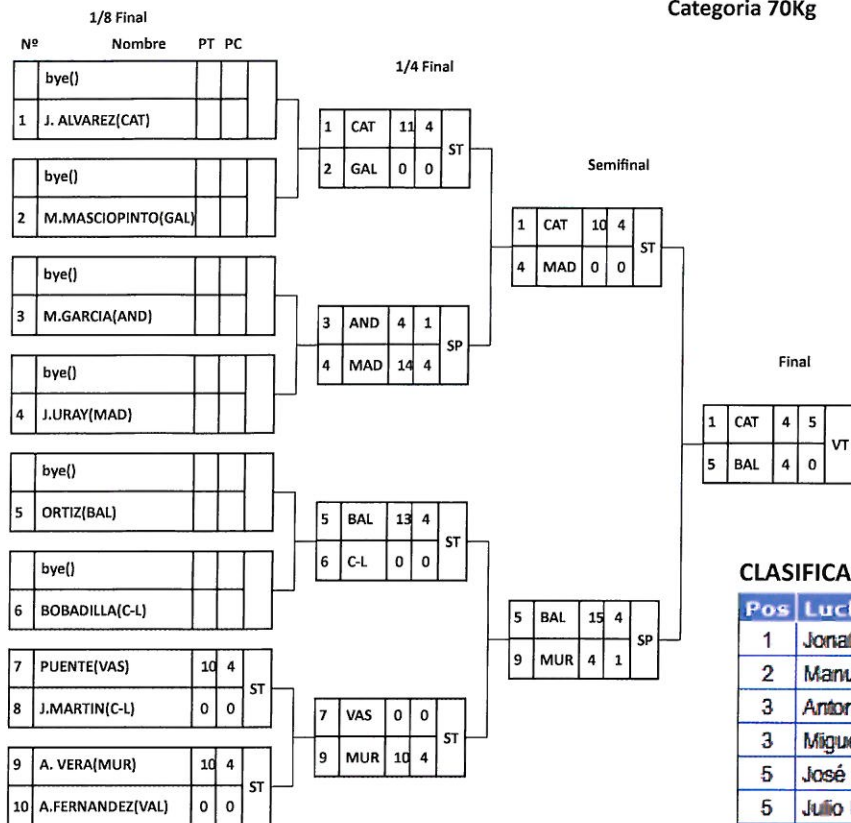 Categoria 70Kg
1/8 Final
Nº Nombre PT PC
bye()
1 J. ALVAREZ(CAT)
bye()
2 M.MASCIOPINTO(GAL)
bye()
3 M.GARCIA(AND)
bye()
4 J.URAY(MAD)
bye()
5 ORTIZ(BAL)
bye()
6 BOBADILLA(C-L)
7 PUENTE(VAS) 10 4
ST
8 J.MARTIN(C-L) 0 0
9 A. VERA(MUR) 10 4
ST
10 A.FERNANDEZ(VAL) 0 0
1/4 Final
1 CAT 11 4
ST
2 GAL 0 0
3 AND 4 1
SP
4 MAD 14 4
5 BAL 13 4
ST
6 C-L 0 0
7 VAS 0 0
ST
9 MUR 10 4
Semifinal
1 CAT 10 4
ST
4 MAD 0 0
5 BAL 15 4
SP
9 MUR 4 1
Final
1 CAT 4 5
VT
5 BAL 4 0
CLASIFICA
Pos Luc
1 Jona
2 Manu
3 Anton
3 Migue
5 José
5 Julio